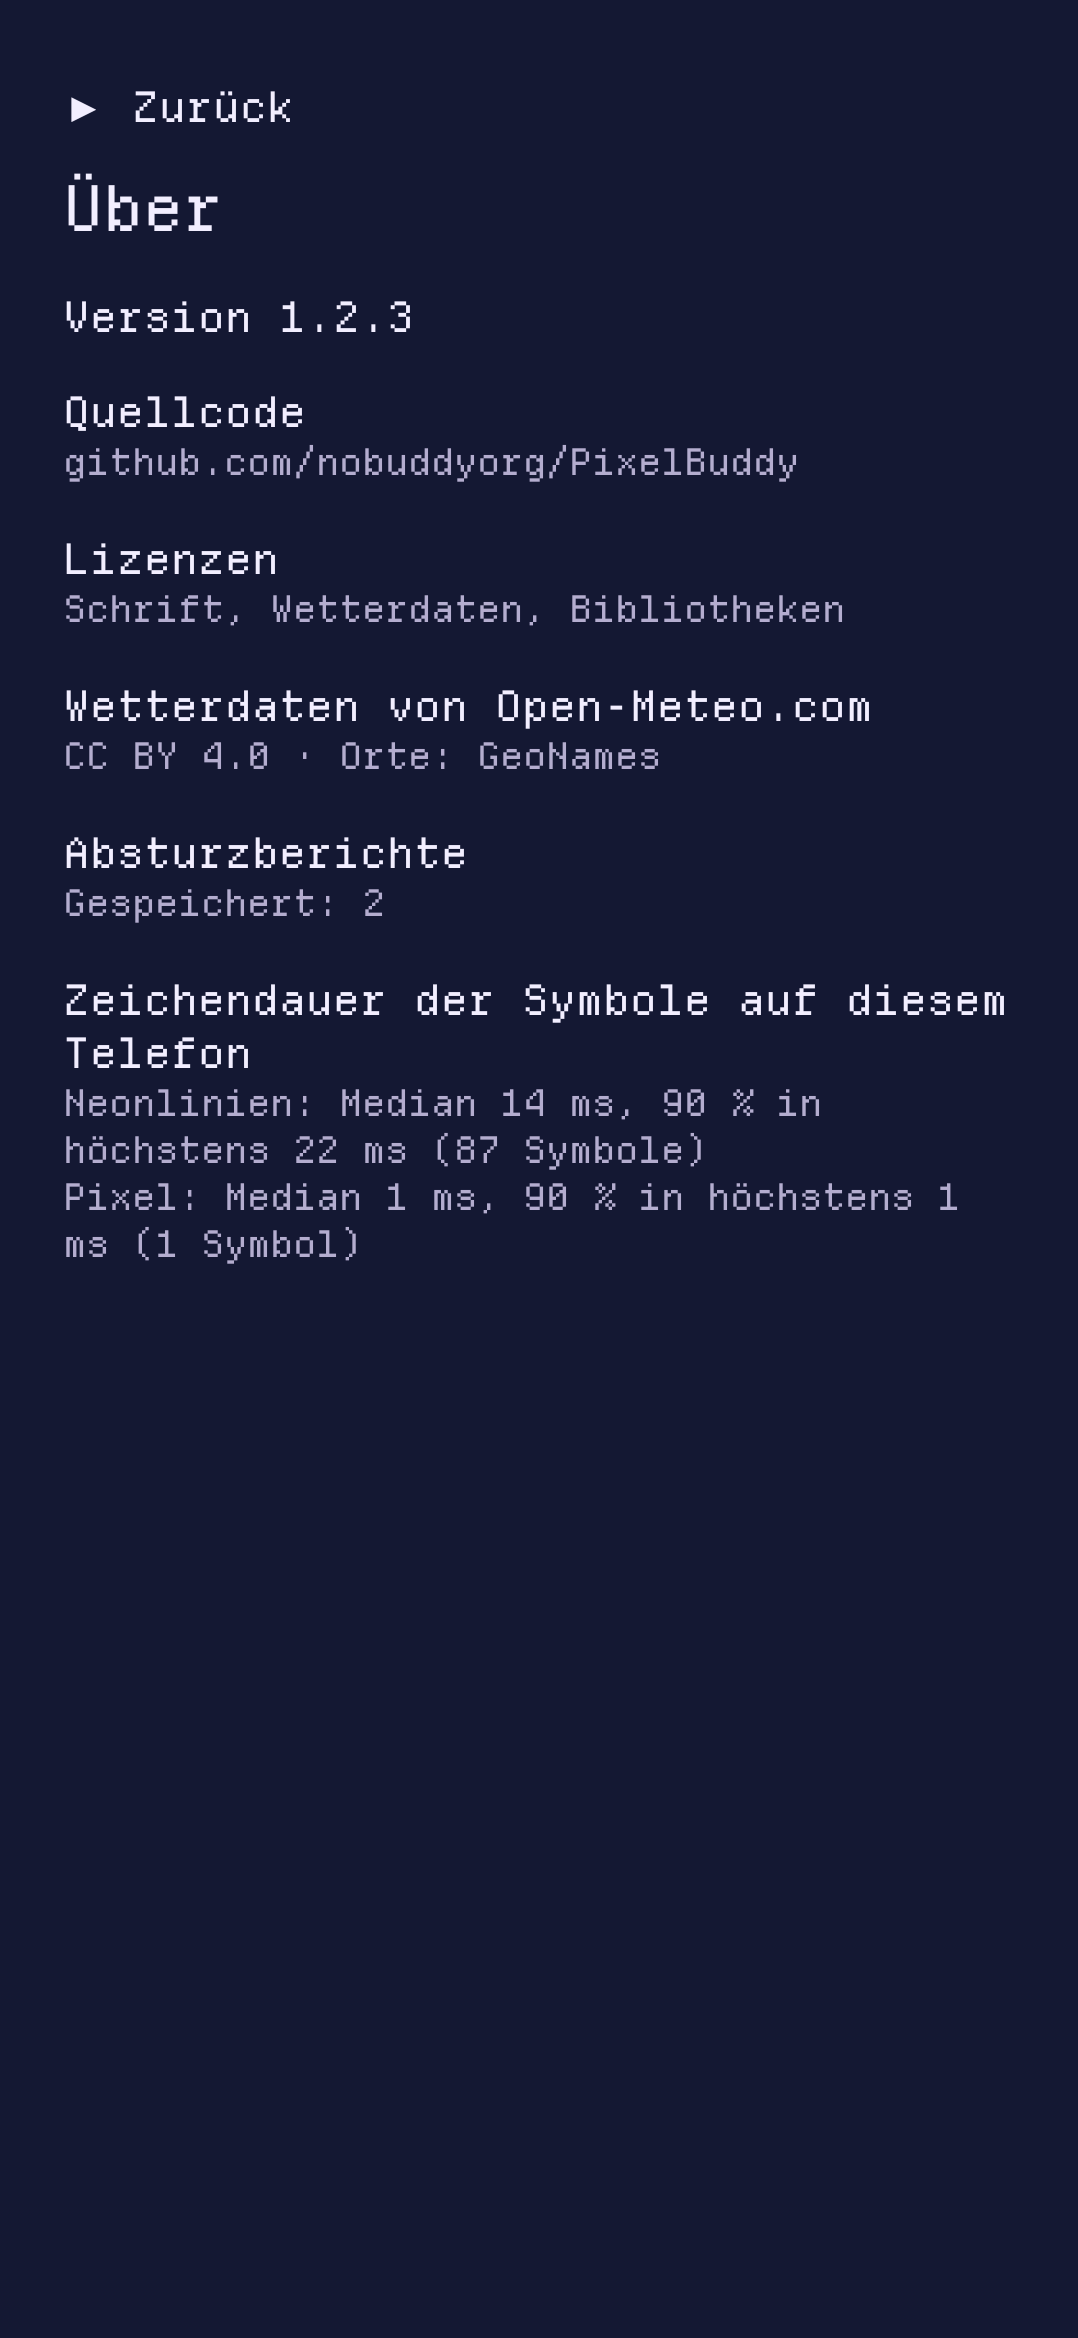 ▶ Zurück
Über
Version 1.2.3
Quellcode
github.com/nobuddyorg/PixelBuddy
Lizenzen
Schrift, Wetterdaten, Bibliotheken
Wetterdaten von Open-Meteo.com
CC BY 4.0 · Orte: GeoNames
Absturzberichte
Gespeichert: 2
Zeichendauer der Symbole auf diesem
Telefon
Neonlinien: Median 14 ms, 90 % in
höchstens 22 ms (87 Symbole)
Pixel: Median 1 ms, 90 % in höchstens 1
ms (1 Symbol)